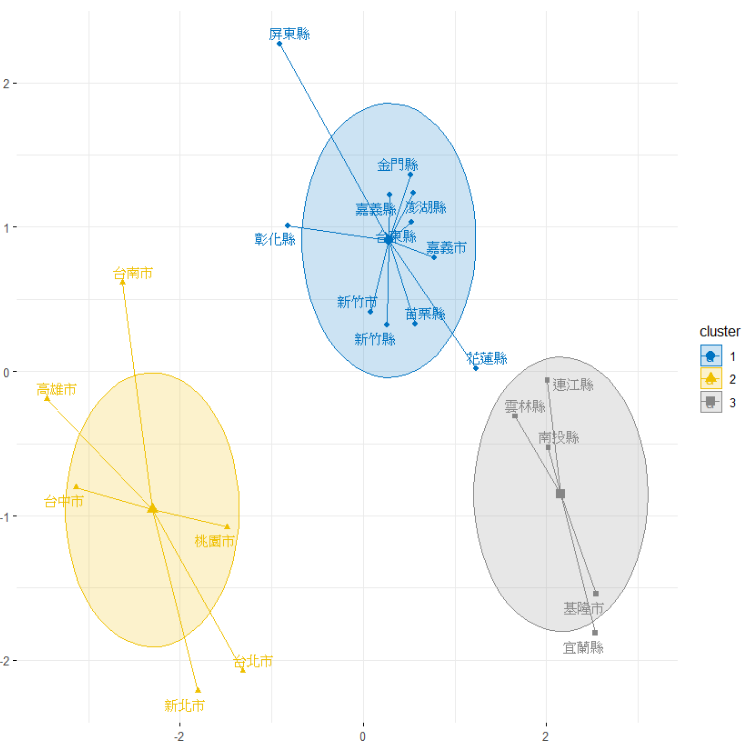 屏東縣
2
金門縣
嘉義縣
澎湖縣
1
彰化縣
台東縣
嘉義市
台南市
新竹市
苗栗縣
新竹縣
cluster
花蓮縣
1
0
高雄市
連江縣
2
雲林縣
3
南投縣
台中市
-1
桃園市
基隆市
宜蘭縣
-2
台北市
新北市
-2
0
2